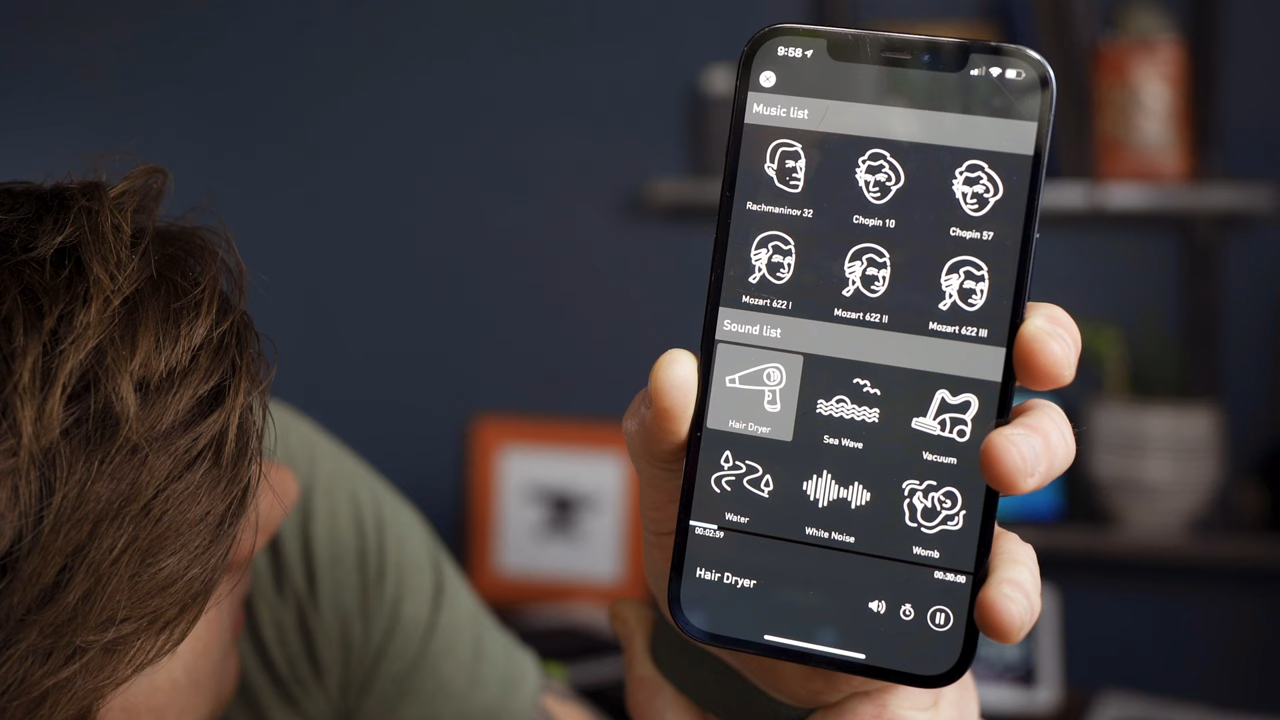 9:58
Music list
Rachmaninov 32
Chopin 10
Chopin 57
Mozart 622 I
Mozart 622 II
Mozart 622 III
Sound list
Hair Dryer
Sea Wave
Vacuum
Water
White Noise
Womb
00:02:59
00:30:00
Hair Dryer